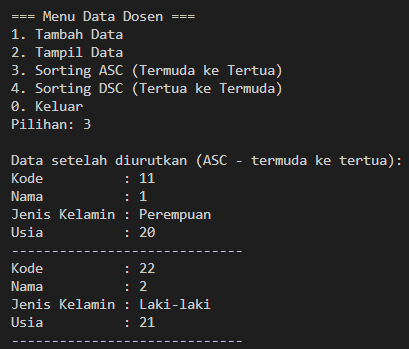 === Menu Data Dosen ===
1. Tambah Data
2. Tampil Data
3. Sorting ASC (Termuda ke Tertua)
4. Sorting DSC (Tertua ke Termuda)
0. Keluar
Pilihan: 3
Data setelah diurutkan (ASC - termuda ke tertua):
Kode          : 11
Nama          : 1
Jenis Kelamin : Perempuan
Usia          : 20
-----------------------------
Kode          : 22
Nama          : 2
Jenis Kelamin : Laki-laki
Usia          : 21
-----------------------------